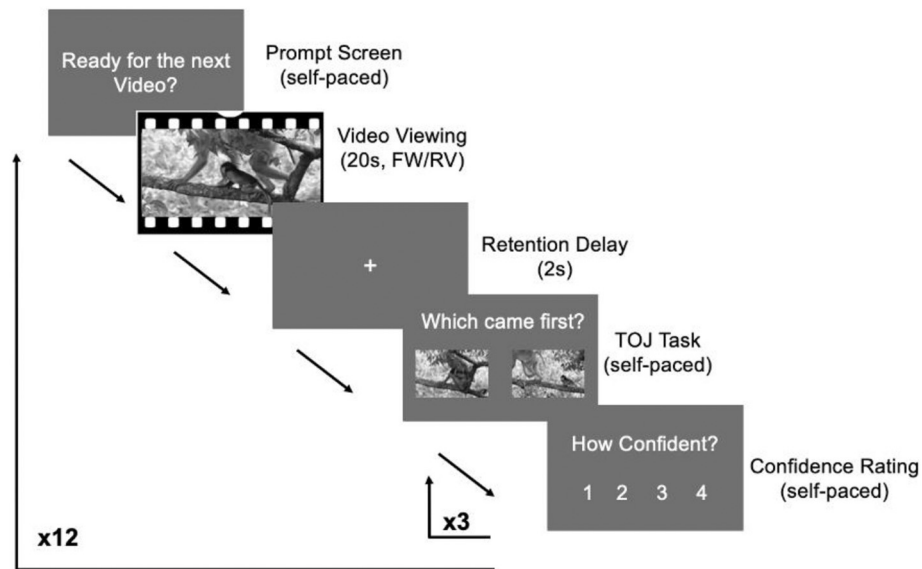 Ready for the next
Video?
Prompt Screen
(self-paced)
Video Viewing
(20s, FW/RV)
+
Retention Delay
(2s)
Which came first?
TOJ Task
(self-paced)
How Confident?
1 2 3 4
Confidence Rating
(self-paced)
x3
x12